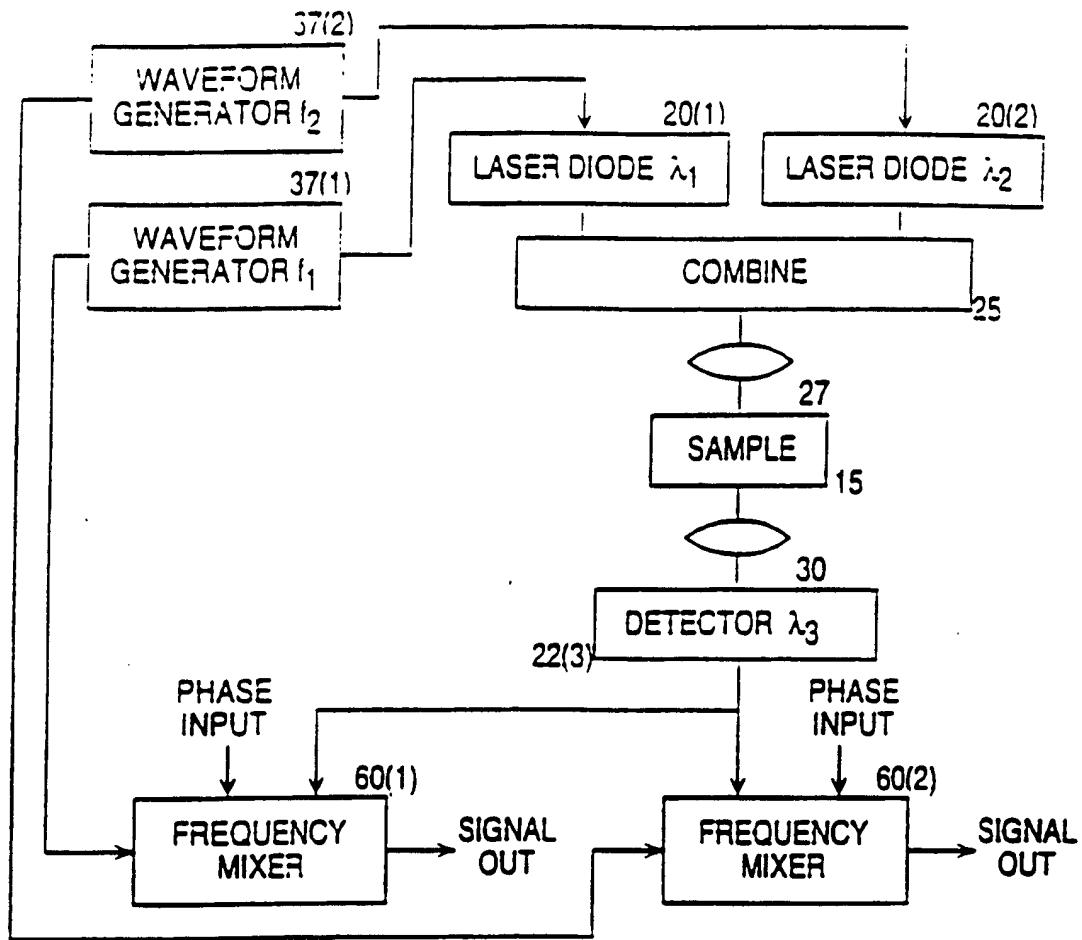 37(2)
WAVEFORM
GENERATOR f2
20(1)
20(2)
LASER DIODE λ1
LASER DIODE λ2
37(1)
WAVEFORM
GENERATOR f1
COMBINE
25
27
SAMPLE
15
30
DETECTOR λ3
22(3)
PHASE
INPUT
PHASE
INPUT
60(1)
60(2)
FREQUENCY
MIXER
SIGNAL
OUT
FREQUENCY
MIXER
SIGNAL
OUT